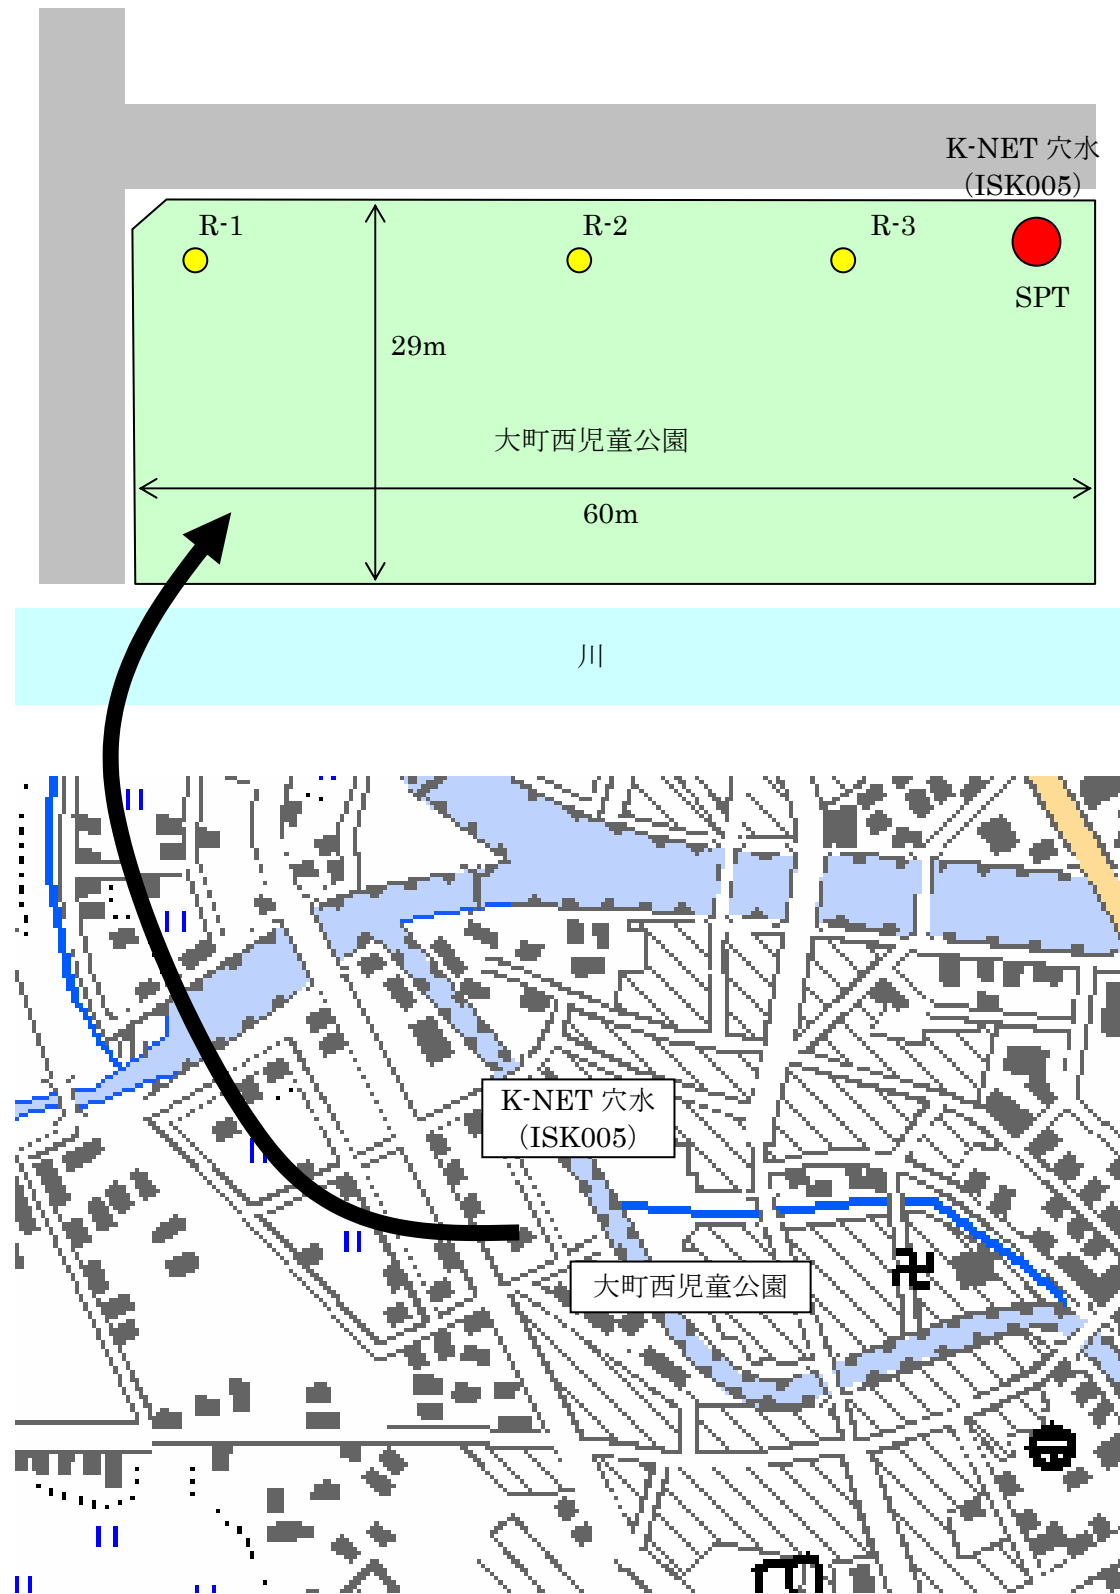 K-NET 穴水
(ISK005)
R-1
R-2
R-3
SPT
29m
大町西児童公園
60m
川
K-NET 穴水
(ISK005)
大町西児童公園